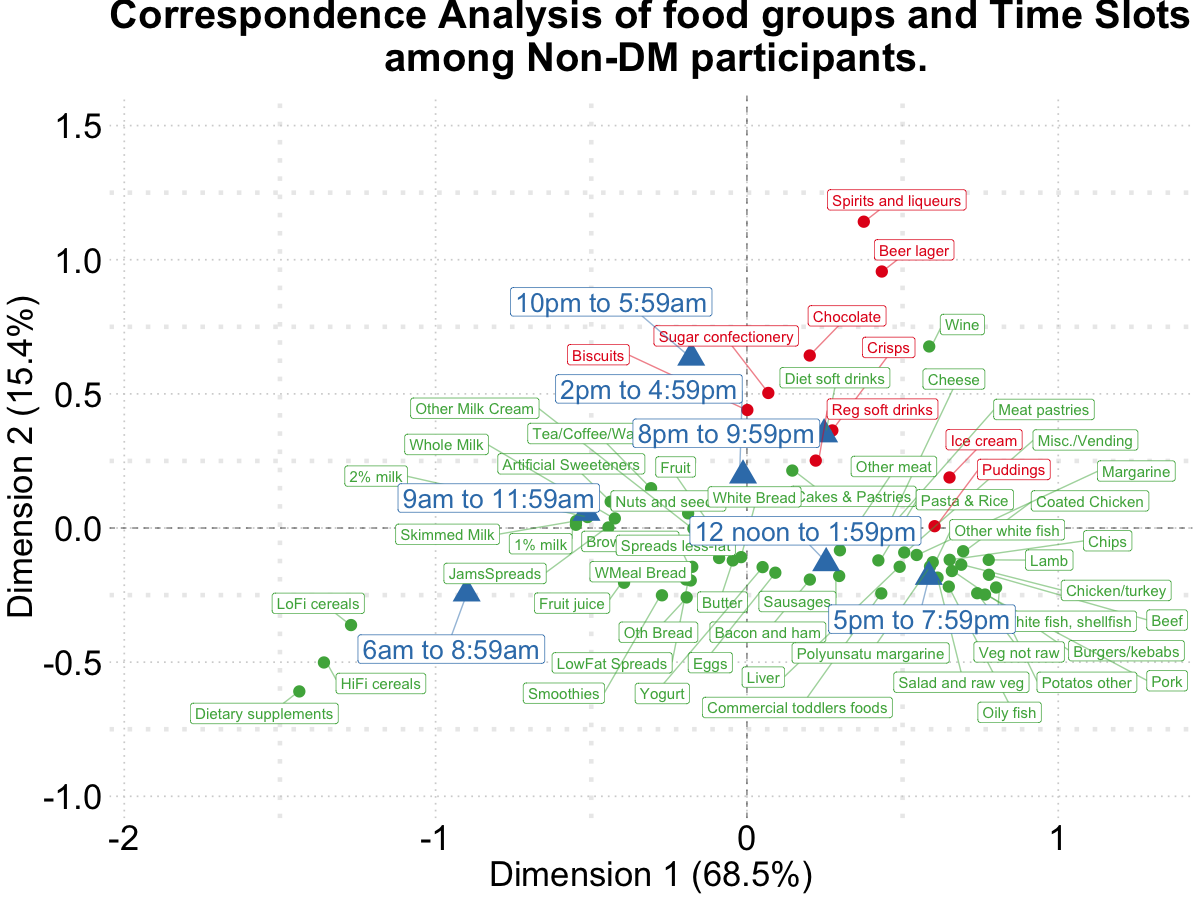 Correspondence Analysis of food groups and Time Slots
among Non-DM participants.
1.5
Spirits and liqueurs
Beer lager
1.0
10pm to 5:59am
Chocolate
Wine
Sugar confectionery
Crisps
Biscuits
Diet soft drinks
Cheese
2pm to 4:59pm
0.5
Other Milk Cream
Reg soft drinks
Meat pastries
Tea/Coffee/Wa
8pm to 9:59pm
Whole Milk
Ice cream
Misc./Vending
Artificial Sweeteners
Fruit
Other meat
Puddings
Margarine
2% milk
9am to 11:59am
Nuts and seed
White Bread
Cakes & Pastries
Pasta & Rice
Coated Chicken
0.0
Skimmed Milk
12 noon to 1:59pm
Other white fish
1% milk
Brow
Spreads less-fat
Chips
Lamb
JamsSpreads
WMeal Bread
Chicken/turkey
LoFi cereals
Fruit juice
Butter
Sausages
5pm to 7:59pm
hite fish, shellfish
Beef
Oth Bread
Bacon and ham
6am to 8:59am
-0.5
LowFat Spreads
Eggs
Polyunsatu margarine
Veg not raw
Burgers/kebabs
HiFi cereals
Smoothies
Yogurt
Liver
Salad and raw veg
Potatos other
Pork
Dietary supplements
Commercial toddlers foods
Oily fish
-1.0
-2
-1
0
1
Dimension 1 (68.5%)
Dimension 2 (15.4%)